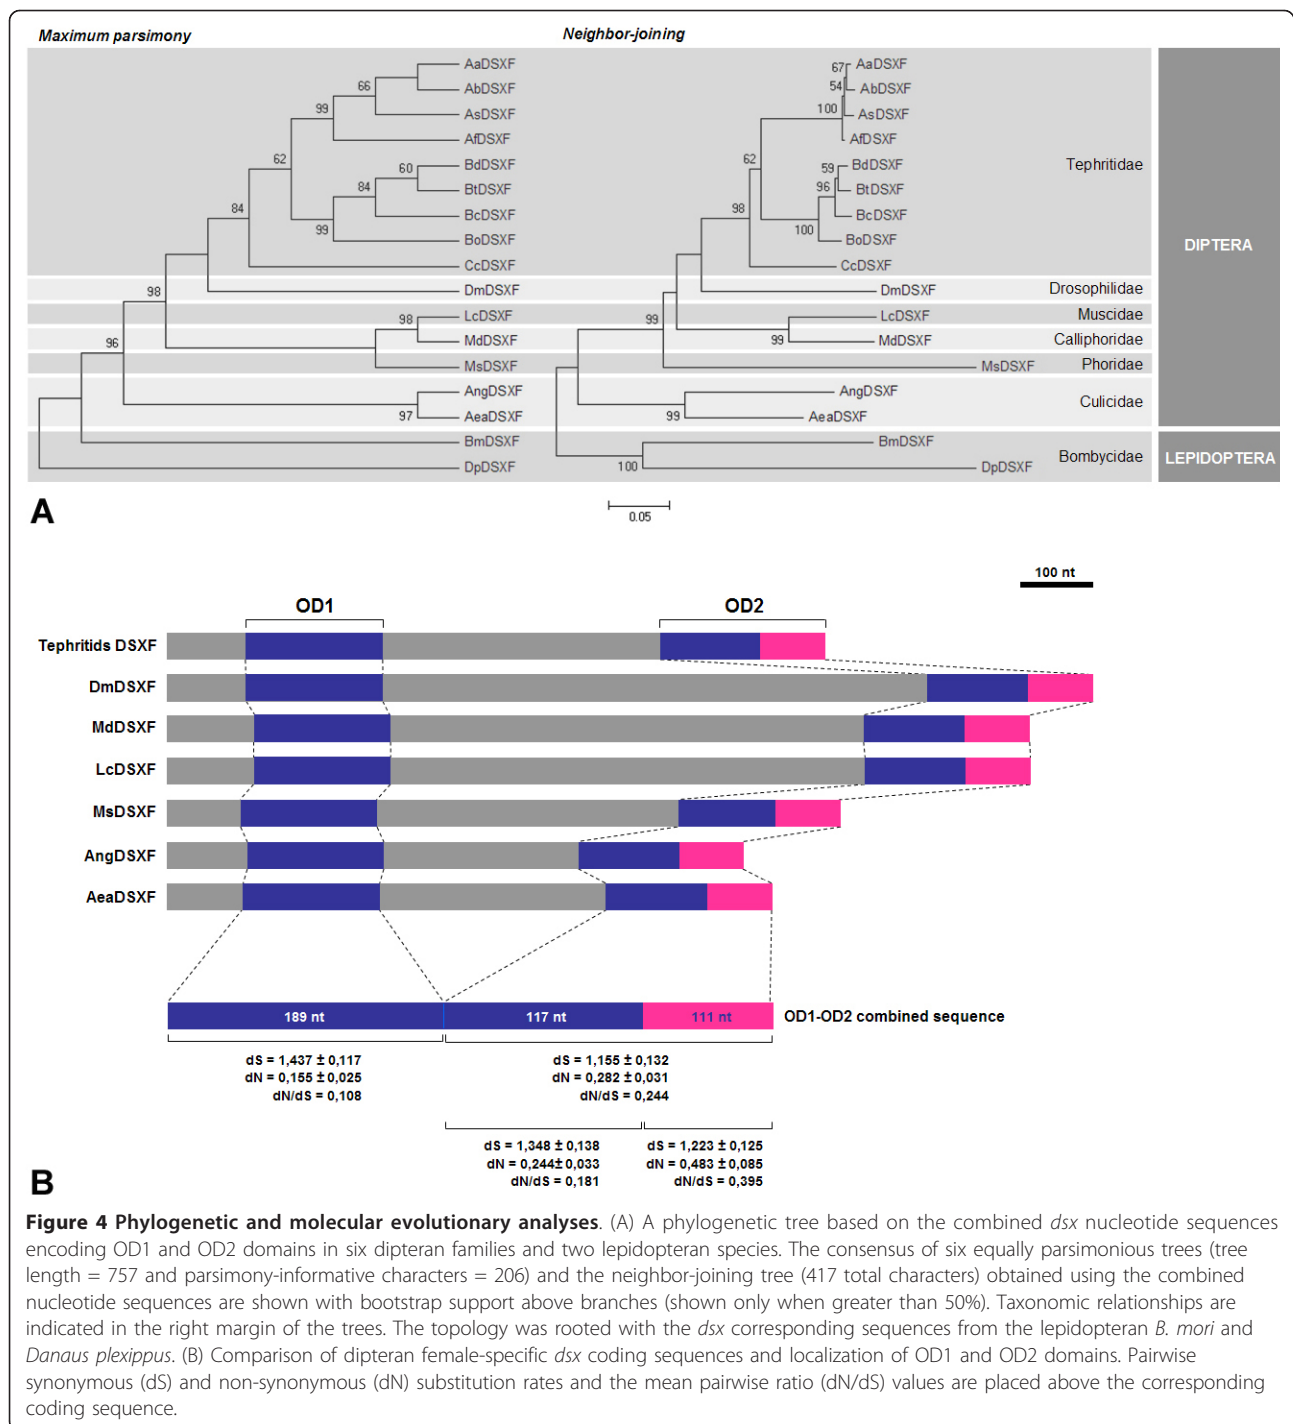 Maximum parsimony
Neighbor-joining
AaDSXF
AbDSXF
AsDSXF
AfDSXF
BdDSXF
BtDSXF
BcDSXF
BoDSXF
CcDSXF
DmDSXF
LcDSXF
MdDSXF
MsDSXF
AngDSXF
AeaDSXF
BmDSXF
DpDSXF
66
99
62
60
84
99
84
98
98
96
97
AaDSXF
AbDSXF
AsDSXF
AfDSXF
BdDSXF
BtDSXF
BcDSXF
BoDSXF
CcDSXF
DmDSXF
LcDSXF
MdDSXF
MsDSXF
AngDSXF
AeaDSXF
BmDSXF
DpDSXF
67
54
100
62
59
96
100
98
99
99
99
100
Tephritidae
Drosophilidae
Muscidae
Calliphoridae
Phoridae
Culicidae
Bombycidae
DIPTERA
LEPIDOPTERA
0.05
A
100 nt
OD1
OD2
Tephritids DSXF
DmDSXF
MdDSXF
LcDSXF
MsDSXF
AngDSXF
AeaDSXF
189 nt
117 nt
111 nt
OD1-OD2 combined sequence
dS = 1,437 ± 0,117
dN = 0,155 ± 0,025
dN/dS = 0,108
dS = 1,155 ± 0,132
dN = 0,282 ± 0,031
dN/dS = 0,244
dS = 1,348 ± 0,138
dN = 0,244± 0,033
dN/dS = 0,181
dS = 1,223 ± 0,125
dN = 0,483 ± 0,085
dN/dS = 0,395
B
Figure 4 Phylogenetic and molecular evolutionary analyses. (A) A phylogenetic tree based on the combined dsx nucleotide sequences
encoding OD1 and OD2 domains in six dipteran families and two lepidopteran species. The consensus of six equally parsimonious trees (tree
length = 757 and parsimony-informative characters = 206) and the neighbor-joining tree (417 total characters) obtained using the combined
nucleotide sequences are shown with bootstrap support above branches (shown only when greater than 50%). Taxonomic relationships are
indicated in the right margin of the trees. The topology was rooted with the dsx corresponding sequences from the lepidopteran B. mori and
Danaus plexippus. (B) Comparison of dipteran female-specific dsx coding sequences and localization of OD1 and OD2 domains. Pairwise
synonymous (dS) and non-synonymous (dN) substitution rates and the mean pairwise ratio (dN/dS) values are placed above the corresponding
coding sequence.